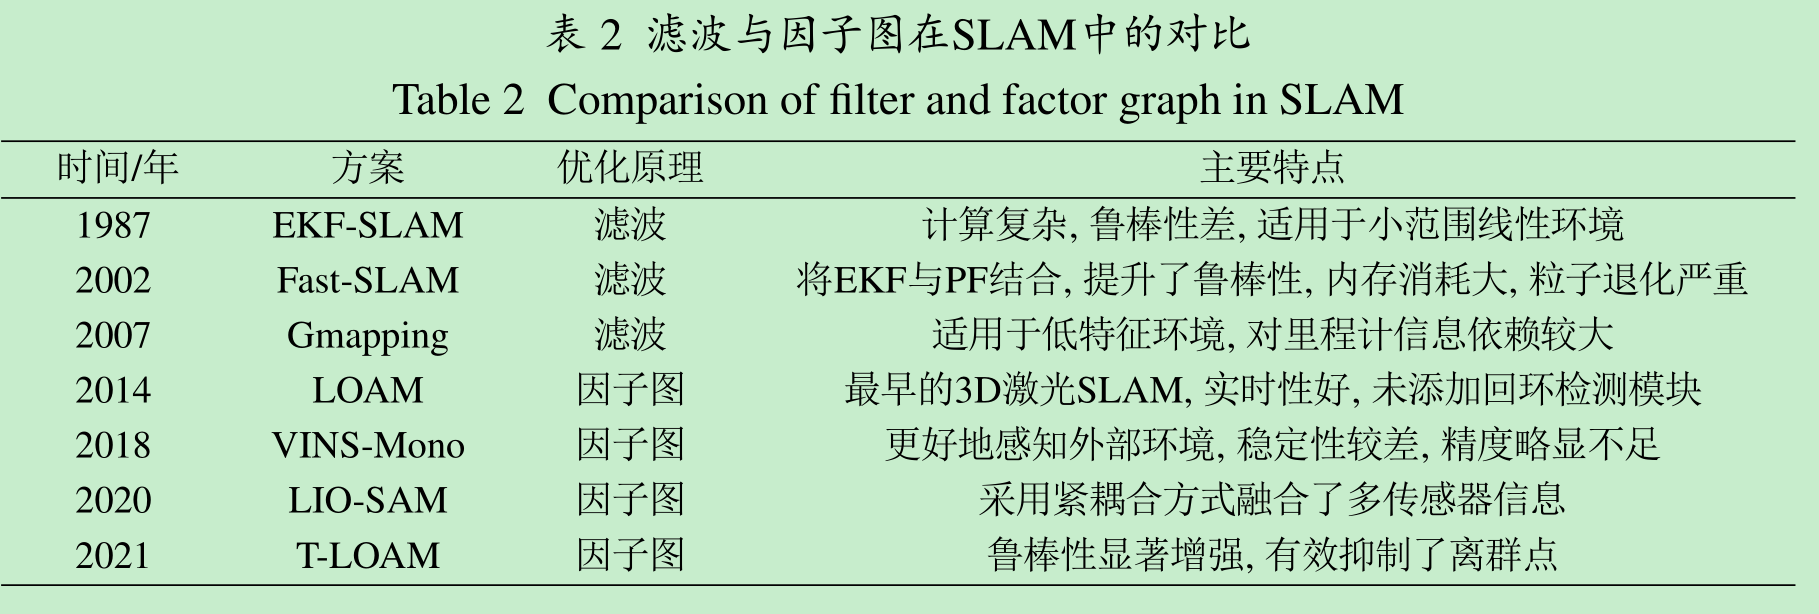 表 2 滤波与因子图在SLAM中的对比
Table 2 Comparison of filter and factor graph in SLAM
时间/年 方案 优化原理 主要特点
1987 EKF-SLAM 滤波 计算复杂, 鲁棒性差, 适用于小范围线性环境
2002 Fast-SLAM 滤波 将EKF与PF结合, 提升了鲁棒性, 内存消耗大, 粒子退化严重
2007 Gmapping 滤波 适用于低特征环境, 对里程计信息依赖较大
2014 LOAM 因子图 最早的3D激光SLAM, 实时性好, 未添加回环检测模块
2018 VINS-Mono 因子图 更好地感知外部环境, 稳定性较差, 精度略显不足
2020 LIO-SAM 因子图 采用紧耦合方式融合了多传感器信息
2021 T-LOAM 因子图 鲁棒性显著增强, 有效抑制了离群点